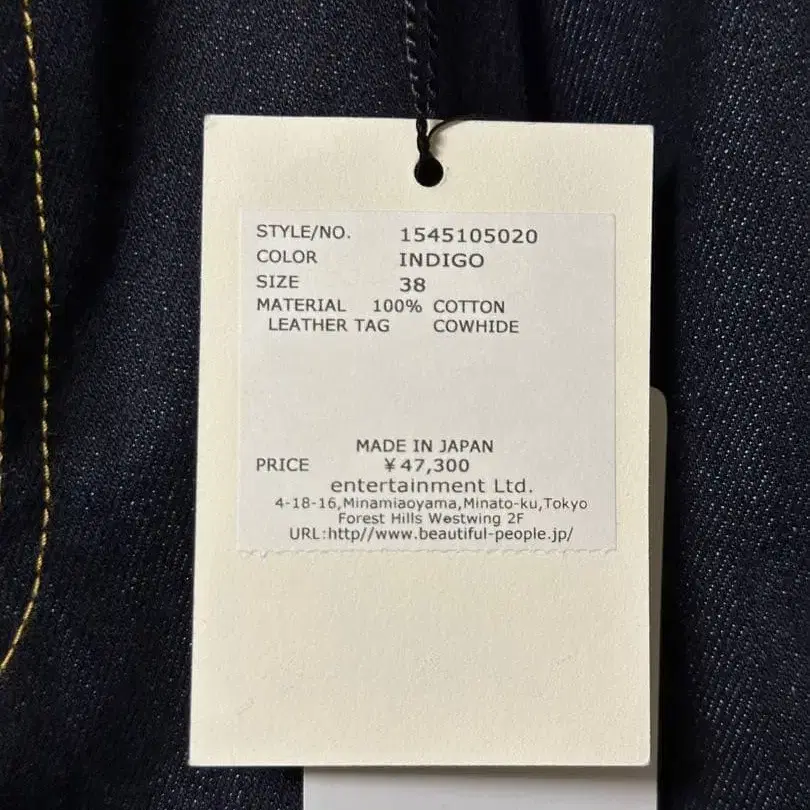 STYLE/NO. 1545105020
COLOR INDIGO
SIZE 38
MATERIAL 100% COTTON
LEATHER TAG COWHIDE
MADE IN JAPAN
PRICE ¥47,300
entertainment Ltd.
4-18-16,Minamiaoyama,Minato-ku,Tokyo
Forest Hills Westwing 2F
URL:http//www.beautiful-people.jp/